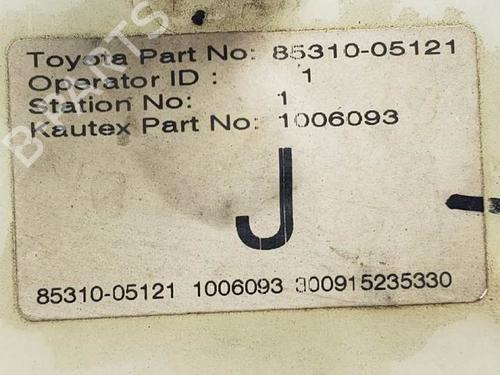 Toyota Part No: 85310-05121
Operator ID : 1
Station No: 1
Kautex Part No: 1006093
J
85310-05121 1006093 300915235330